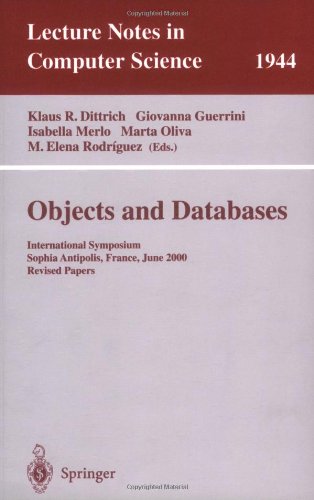 Lecture Notes in
Computer Science 1944
Klaus R. Dittrich Giovanna Guerrini
Isabella Merlo Marta Oliva
M. Elena Rodríguez (Eds.)
Objects and Databases
International Symposium
Sophia Antipolis, France, June 2000
Revised Papers
Springer